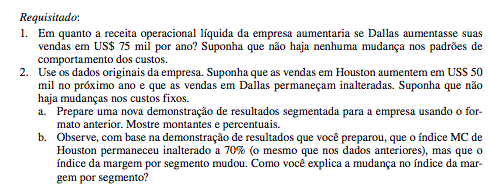 Requisitado:
1. Em quanto a receita operacional líquida da empresa aumentaria se Dallas aumentasse suas
vendas em US$ 75 mil por ano? Suponha que não haja nenhuma mudança nos padrões de
comportamento dos custos.
2. Use os dados originais da empresa. Suponha que as vendas em Houston aumentem em US$ 50
mil no próximo ano e que as vendas em Dallas permaneçam inalteradas. Suponha que não
haja mudanças nos custos fixos.
a. Prepare uma nova demonstração de resultados segmentada para a empresa usando o for-
mato anterior. Mostre montantes e percentuais.
b. Observe, com base na demonstração de resultados que você preparou, que o índice MC de
Houston permaneceu inalterado a 70% (o mesmo que nos dados anteriores), mas que o
índice da margem por segmento mudou. Como você explica a mudança no índice da mar-
gem por segmento?